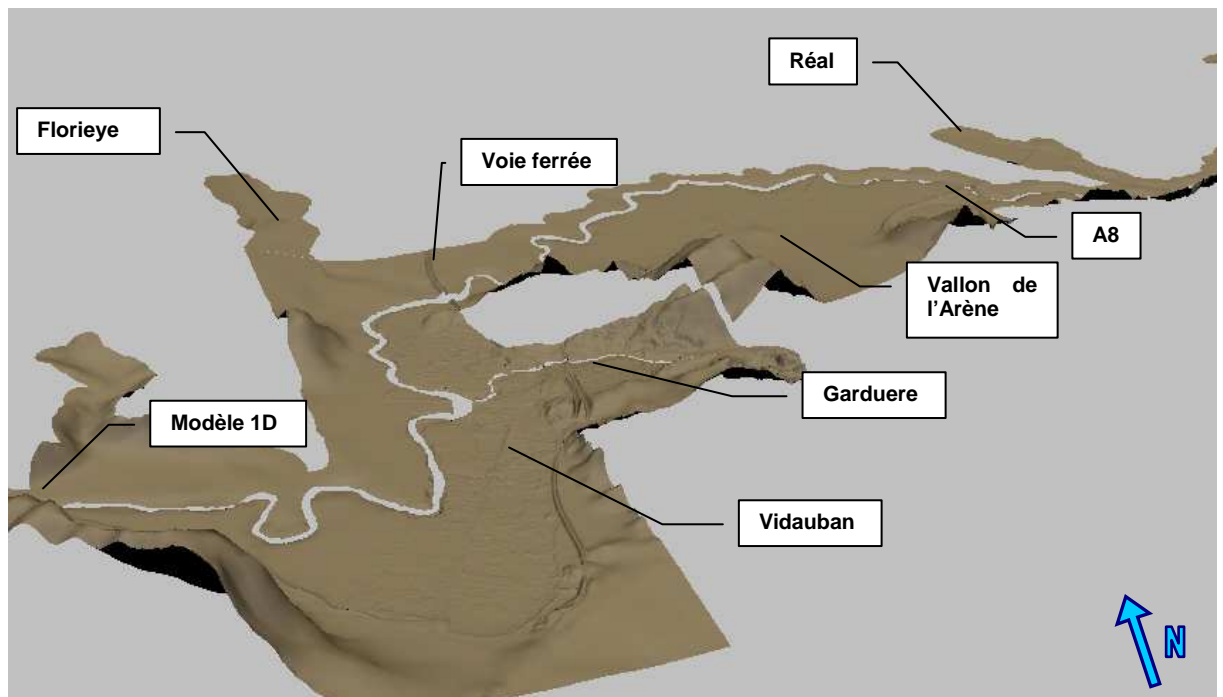 Réal
Florieye
Voie ferrée
A8
Vallon de
l'Arène
Garduere
Modèle 1D
Vidauban
N